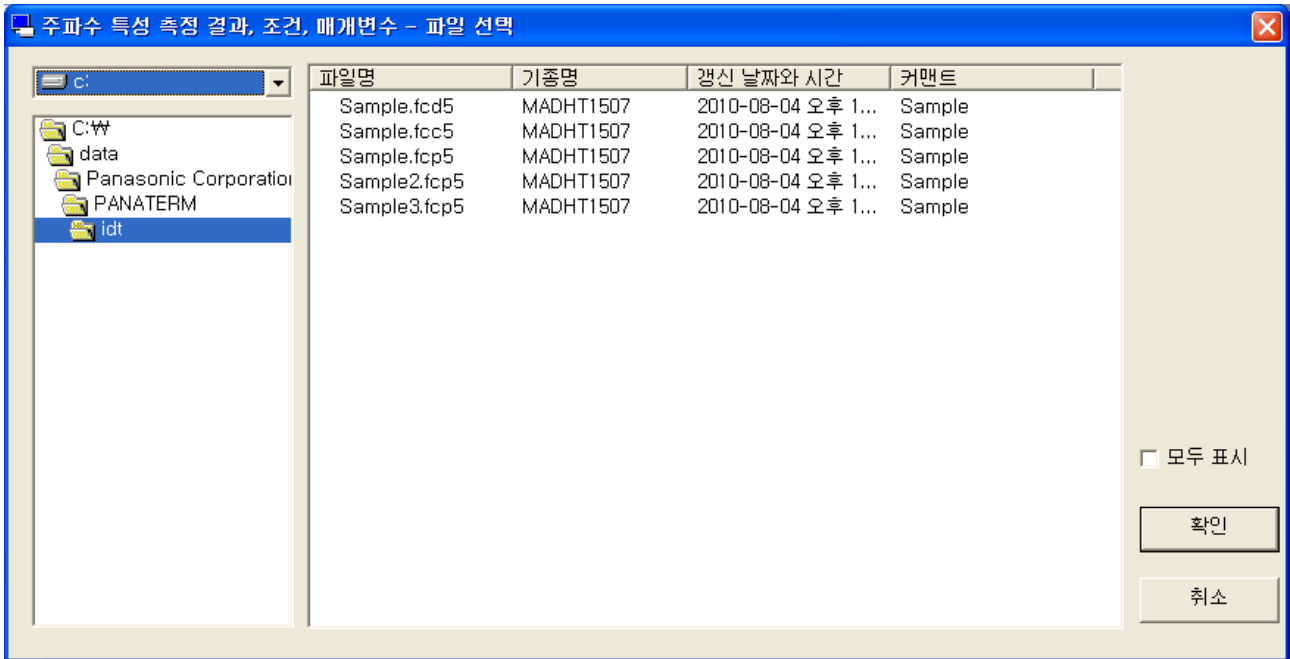 주파수 특성 측정 결과, 조건, 매개변수 – 파일 선택
c:
C:₩
data
Panasonic Corporation
PANATERM
idt
파일명 기종명 갱신 날짜와 시간 커맨트
Sample.fcd5 MADHT1507 2010-08-04 오후 1... Sample
Sample.fcc5 MADHT1507 2010-08-04 오후 1... Sample
Sample.fcp5 MADHT1507 2010-08-04 오후 1... Sample
Sample2.fcp5 MADHT1507 2010-08-04 오후 1... Sample
Sample3.fcp5 MADHT1507 2010-08-04 오후 1... Sample
모두 표시
확인
취소